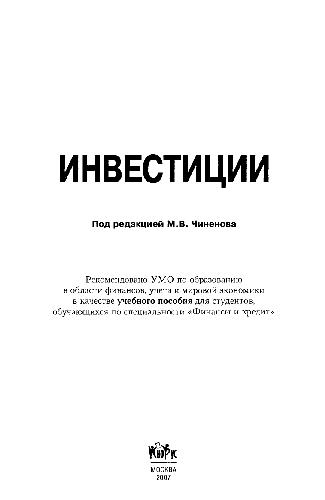 ИНВЕСТИЦИИ
Под редакцией М.В. Чиненова
Рекомендовано УМО по образованию
в области финансов, учета и мировой экономики
в качестве учебного пособия для студентов,
обучающихся по специальности «Финансы и кредит»
КноРус
МОСКВА
2007